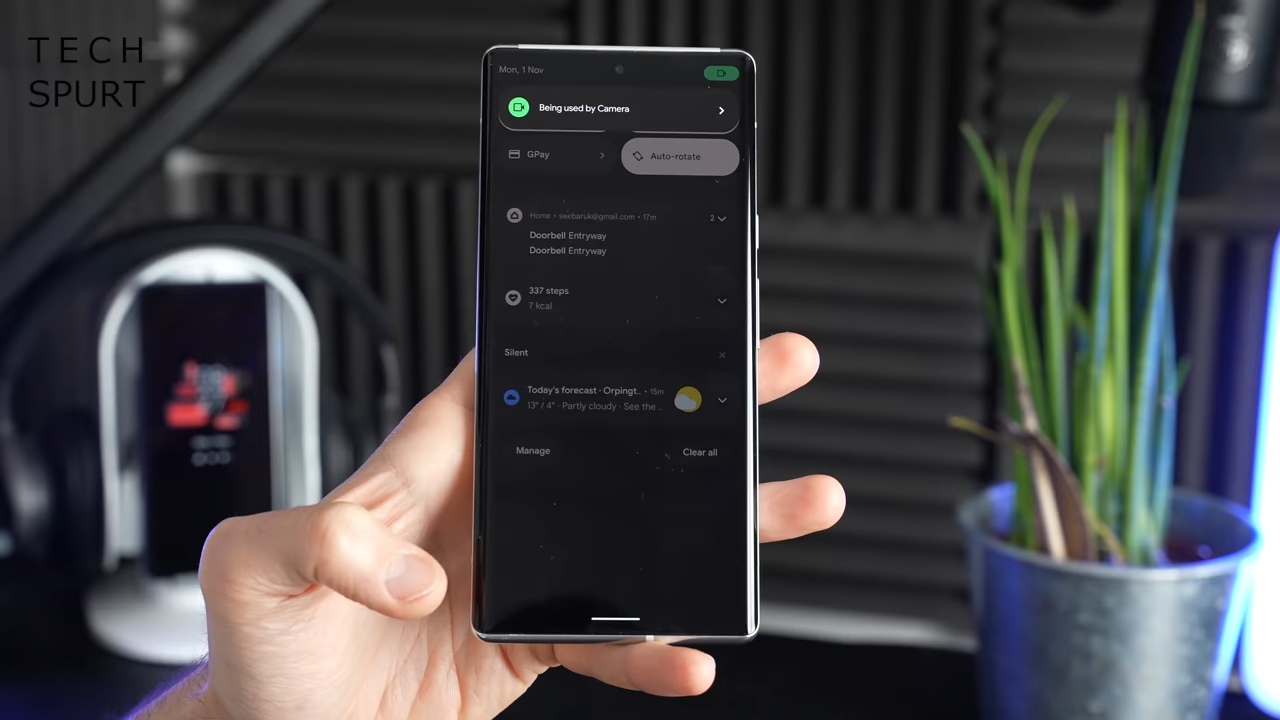 TECH
SPURT
Mon, 1 Nov
Being used by Camera
GPay
Auto-rotate
Home • seebaruk@gmail.com • 17m
2
Doorbell Entryway
Doorbell Entryway
337 steps
7 kcal
Silent
Today's forecast · Orpingt.. • 15m
13° / 4° · Partly cloudy · See the ..
Manage
Clear all